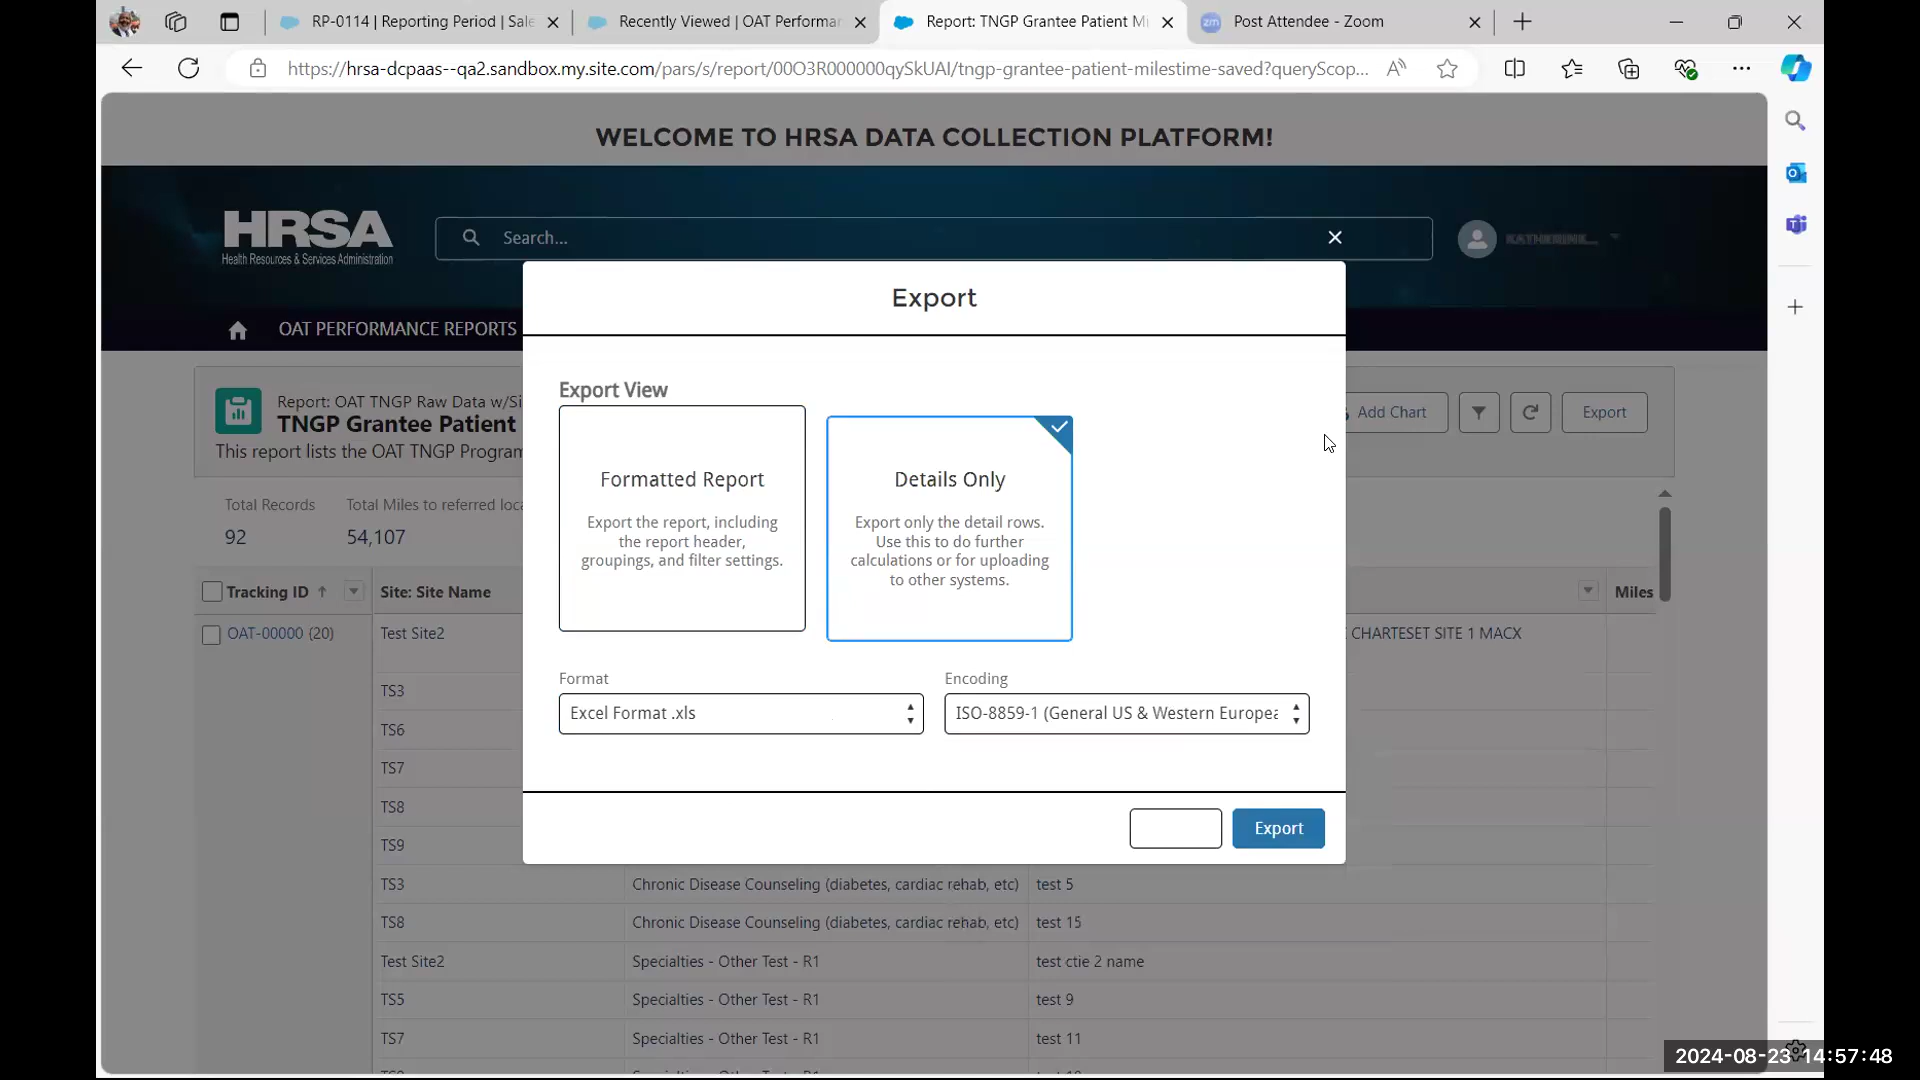 RP-0114 | Reporting Period | Sale
Recently Viewed | OAT Performar
Report: TNGP Grantee Patient Mi
zm
Post Attendee - Zoom
https://hrsa-dcpaas--qa2.sandbox.my.site.com/pars/s/report/00O3R000000qySkUAI/tngp-grantee-patient-milestime-saved?queryScop...
WELCOME TO HRSA DATA COLLECTION PLATFORM!
HRSA
Health Resources & Services Administration
Search...
KATHERINE...
OAT PERFORMANCE REPORTS
Export
Report: OAT TNGP Raw Data w/Si
TNGP Grantee Patient
This report lists the OAT TNGP Program
Add Chart
Export
Export View
Formatted Report
Export the report, including
the report header,
groupings, and filter settings.
Details Only
Export only the detail rows.
Use this to do further
calculations or for uploading
to other systems.
Total Records
Total Miles to referred loca
92
54,107
Tracking ID
Site: Site Name
Miles
OAT-00000 (20)
Test Site2
CHARTESET SITE 1 MACX
TS3
Format
Encoding
Excel Format .xls
ISO-8859-1 (General US & Western Europea
TS6
TS7
TS8
TS9
Export
TS3
Chronic Disease Counseling (diabetes, cardiac rehab, etc)
test 5
TS8
Chronic Disease Counseling (diabetes, cardiac rehab, etc)
test 15
Test Site2
Specialties - Other Test - R1
test ctie 2 name
TS5
Specialties - Other Test - R1
test 9
TS7
Specialties - Other Test - R1
test 11
2024-08-23 14:57:48